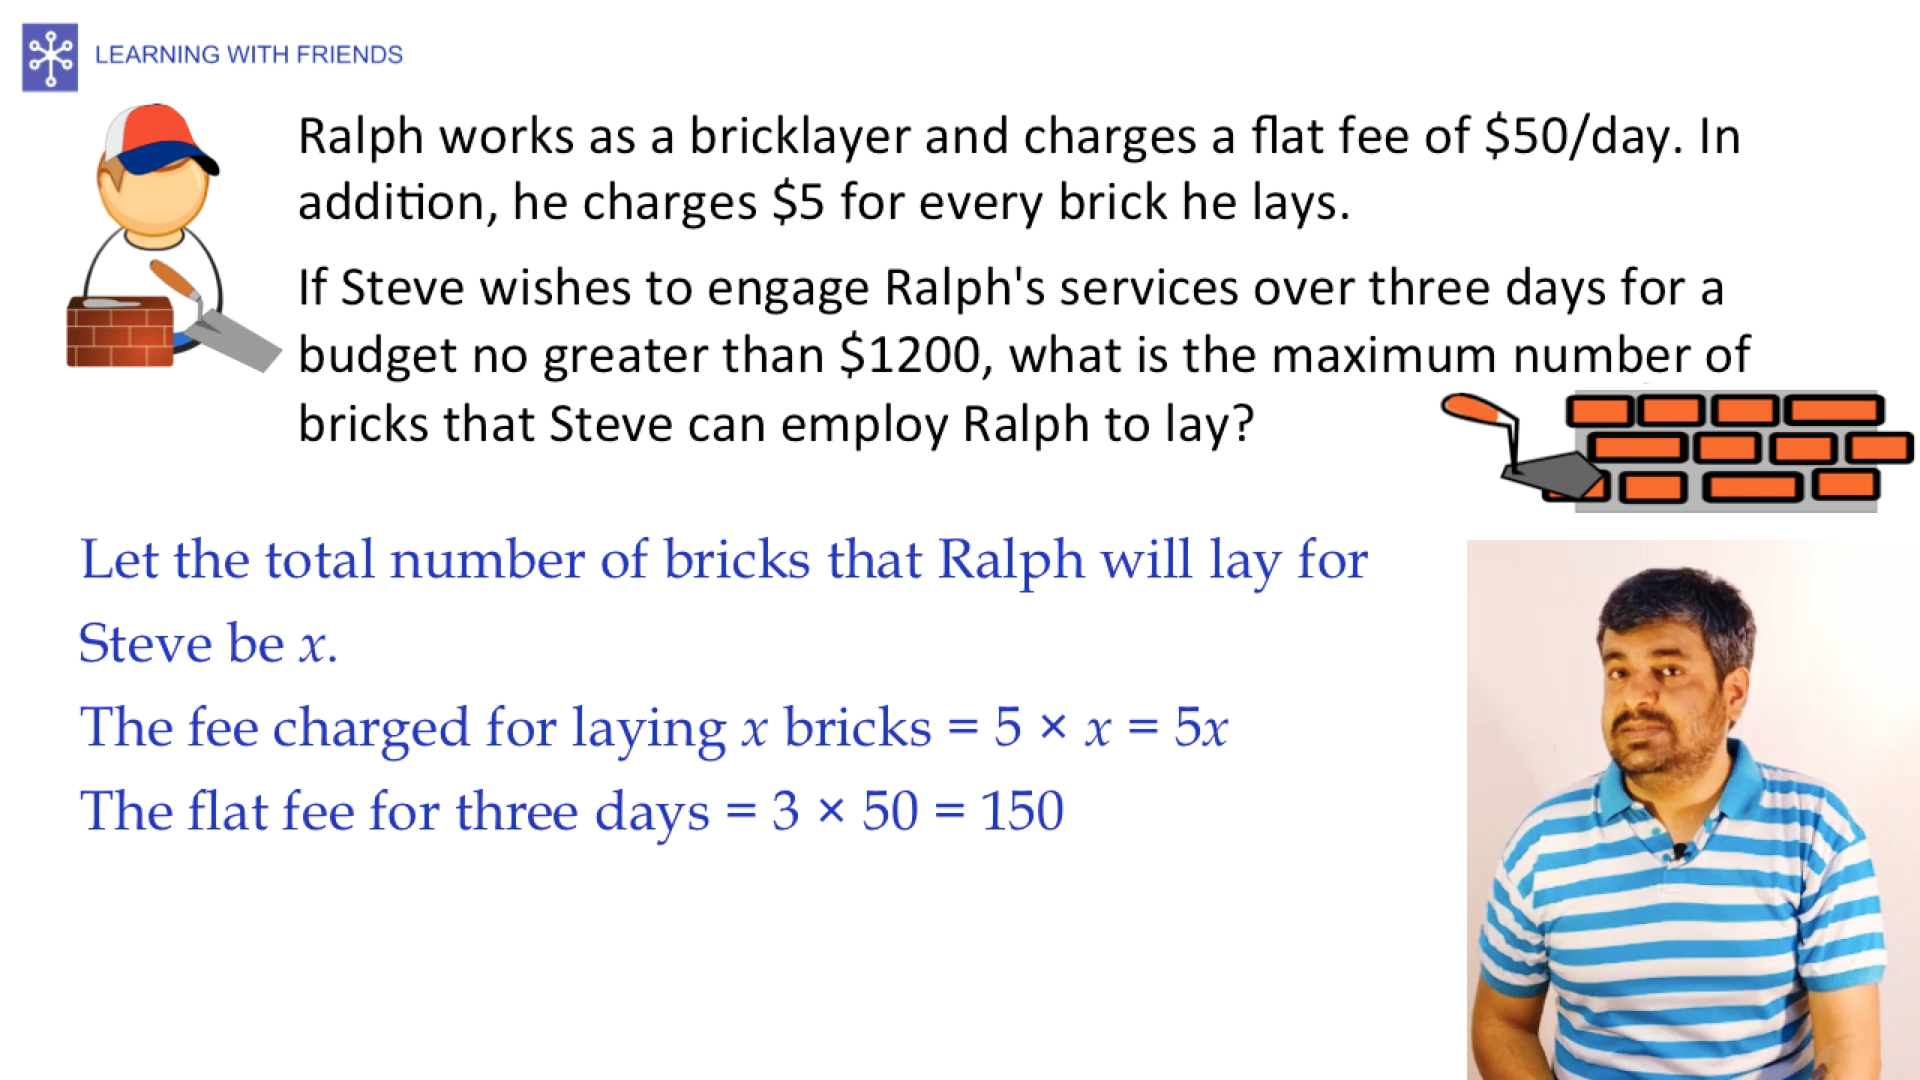 LEARNING WITH FRIENDS
Ralph works as a bricklayer and charges a flat fee of $50/day. In
addition, he charges $5 for every brick he lays.
If Steve wishes to engage Ralph's services over three days for a
budget no greater than $1200, what is the maximum number of
bricks that Steve can employ Ralph to lay?
Let the total number of bricks that Ralph will lay for
Steve be x.
The fee charged for laying x bricks = 5 × x = 5x
The flat fee for three days = 3 × 50 = 150